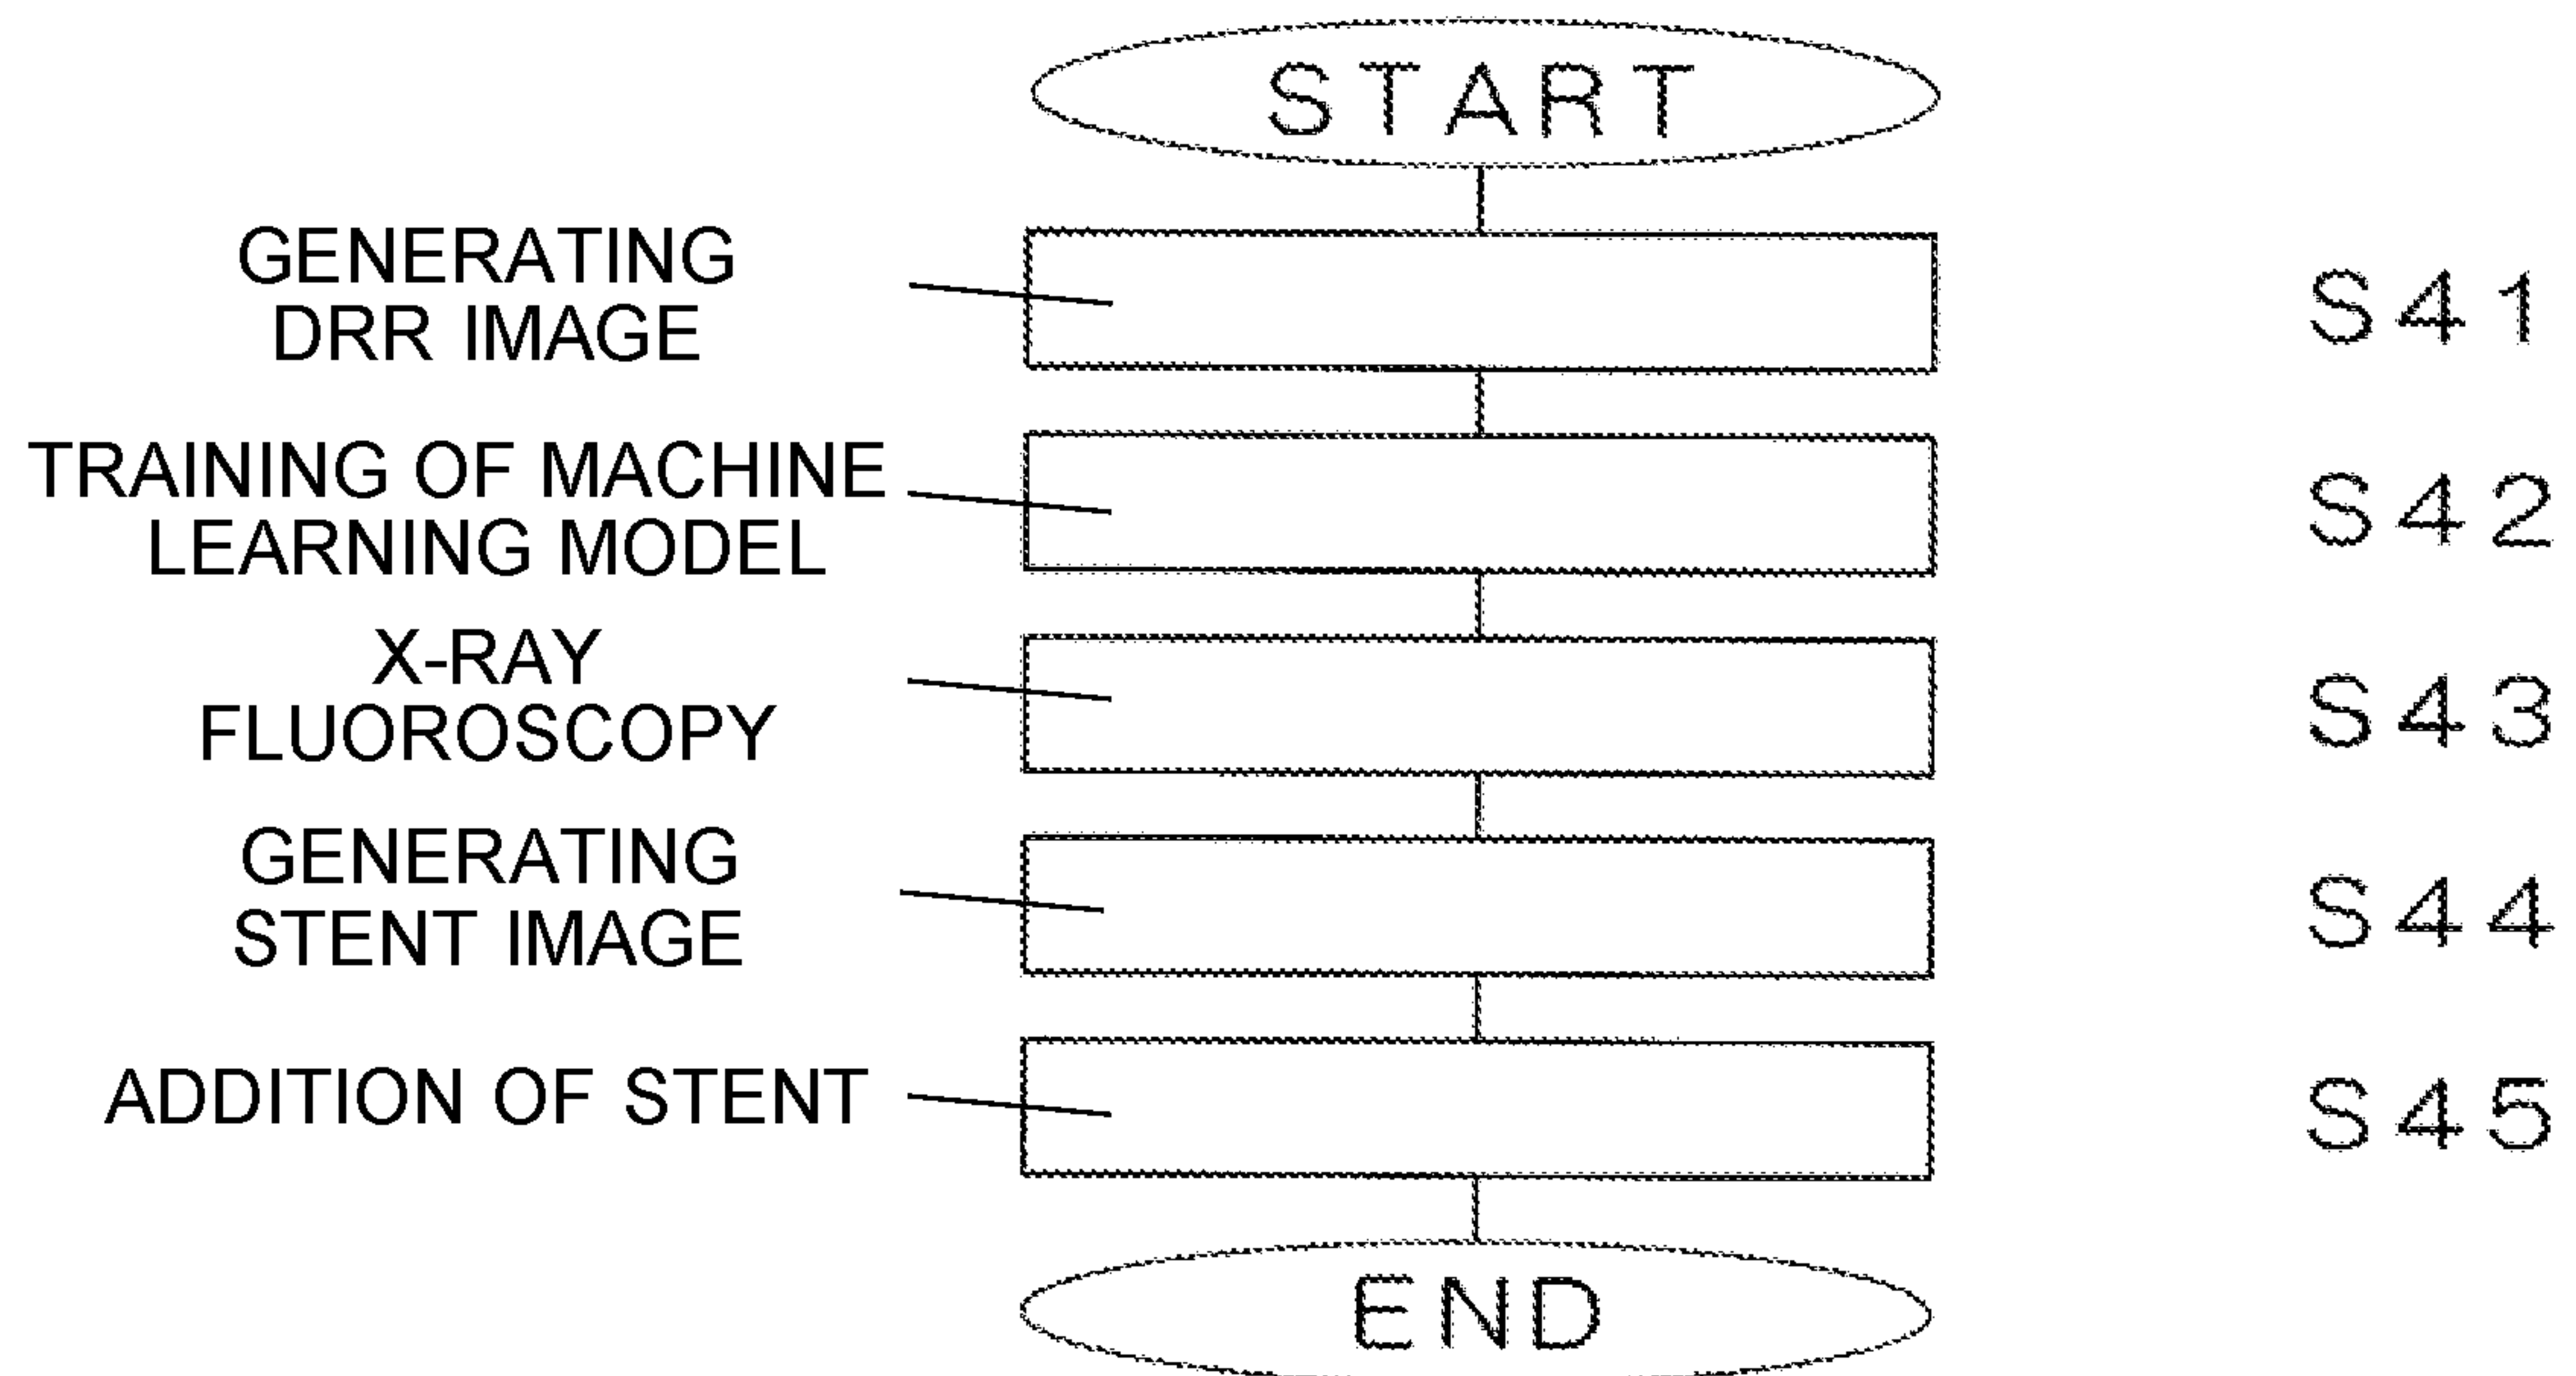 START
GENERATING
DRR IMAGE
S41
TRAINING OF MACHINE
LEARNING MODEL
S42
X-RAY
FLUOROSCOPY
S43
GENERATING
STENT IMAGE
S44
ADDITION OF STENT
S45
END